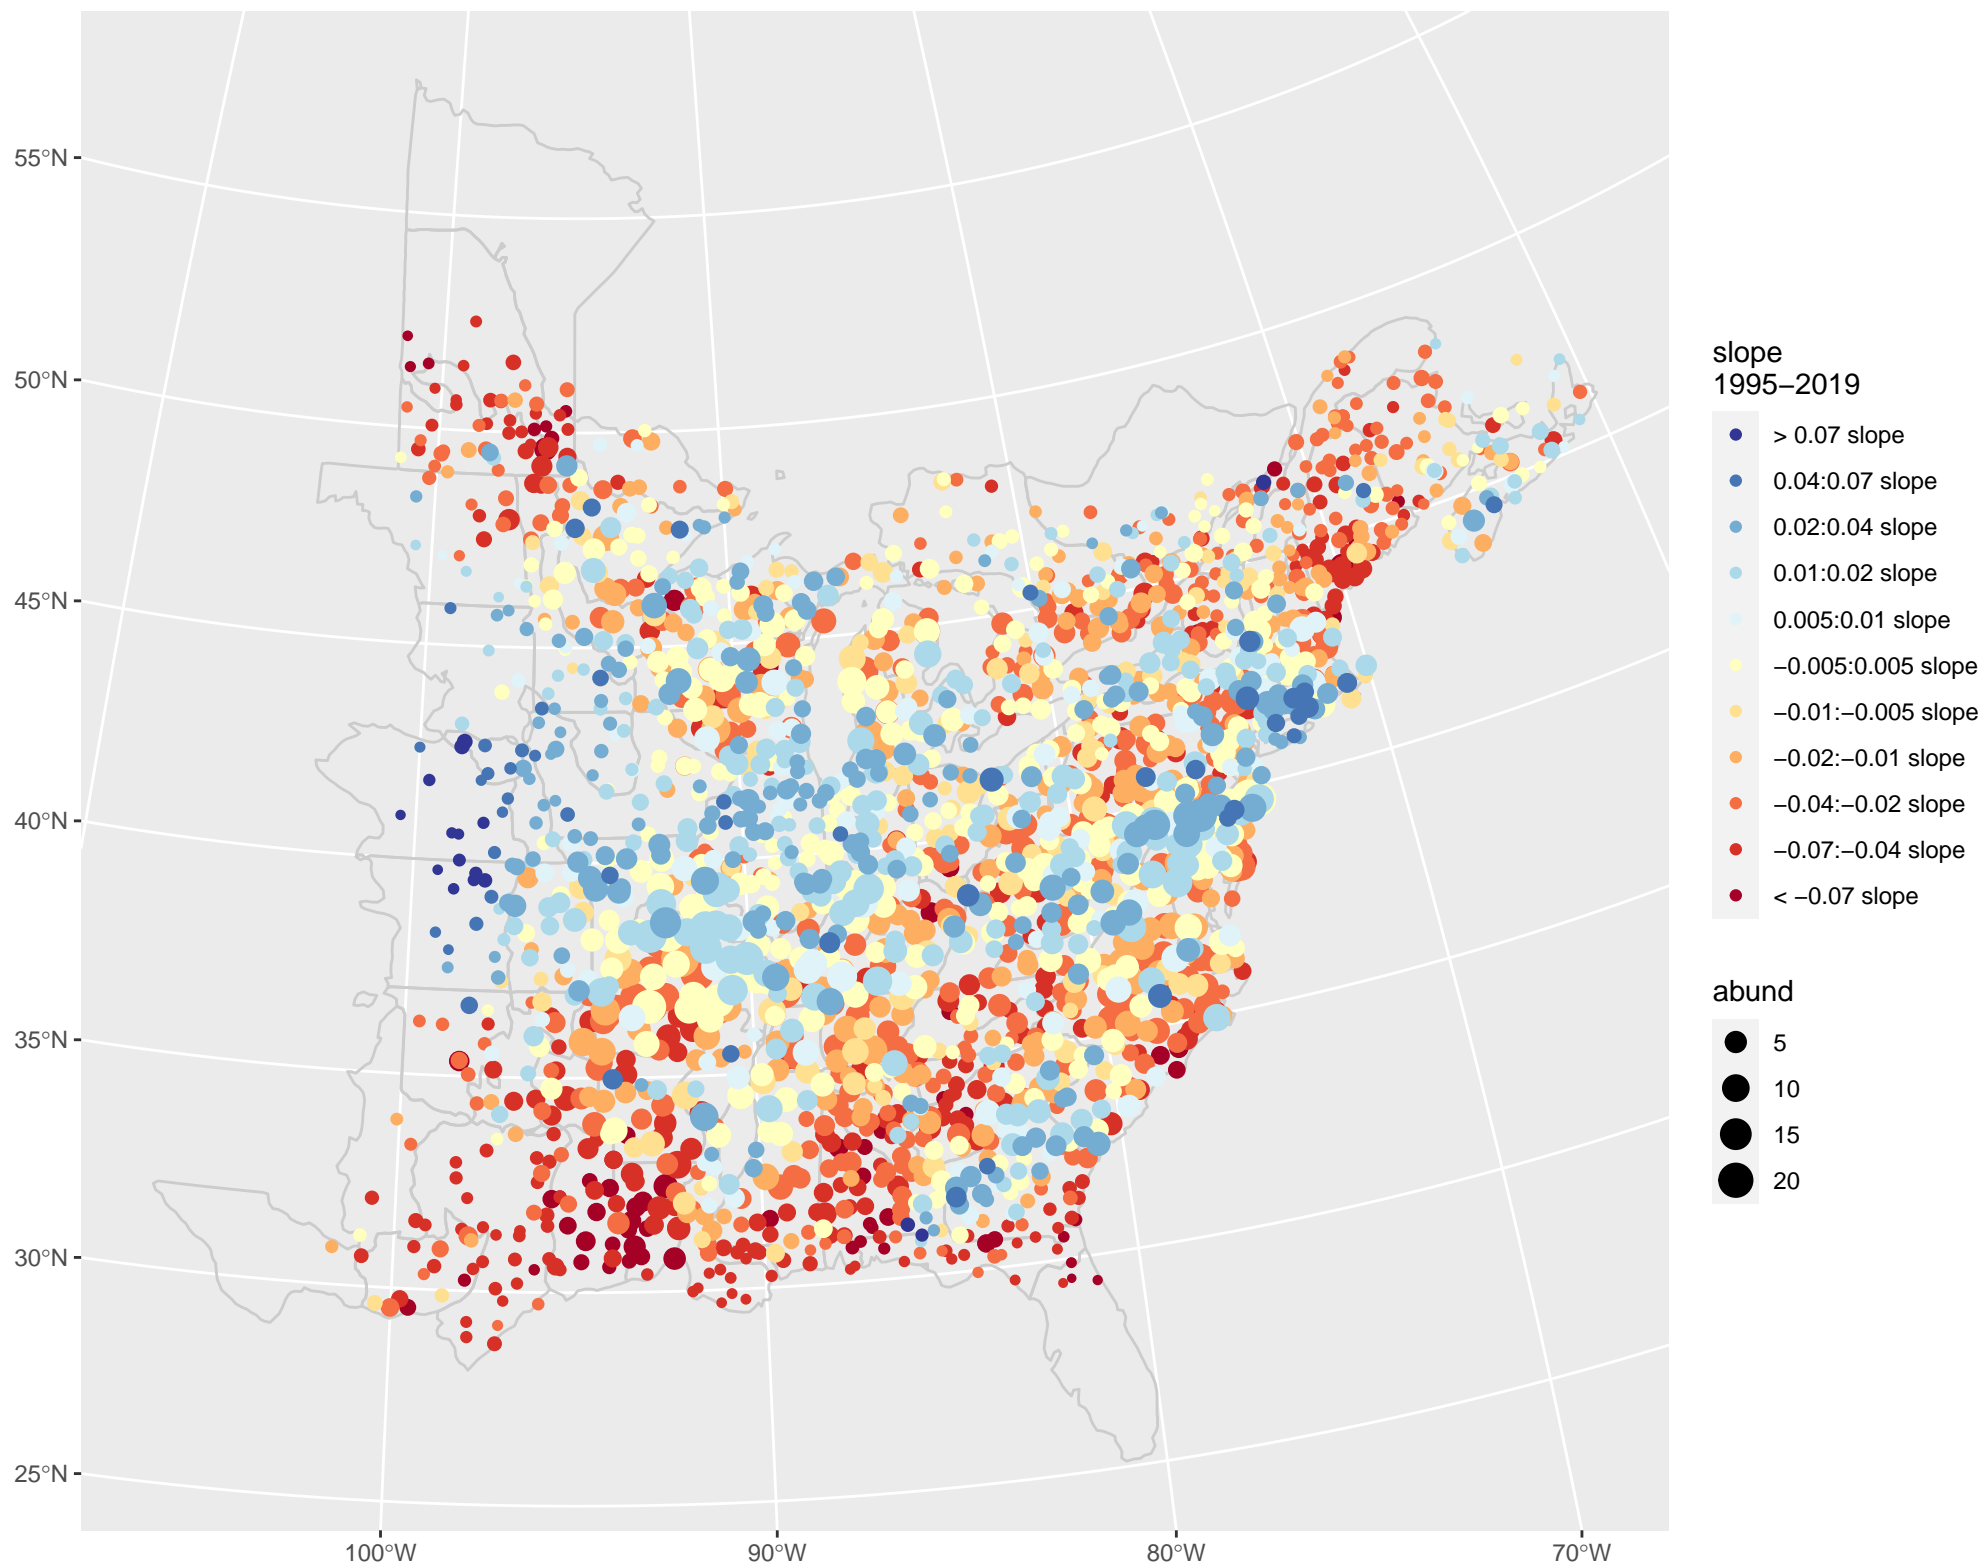 55°N
50°N
45°N
40°N
35°N
30°N
25°N
100°W
90°W
80°W
70°W
slope
1995−2019
> 0.07 slope
0.04:0.07 slope
0.02:0.04 slope
0.01:0.02 slope
0.005:0.01 slope
−0.005:0.005 slope
−0.01:−0.005 slope
−0.02:−0.01 slope
−0.04:−0.02 slope
−0.07:−0.04 slope
< −0.07 slope
abund
5
10
15
20